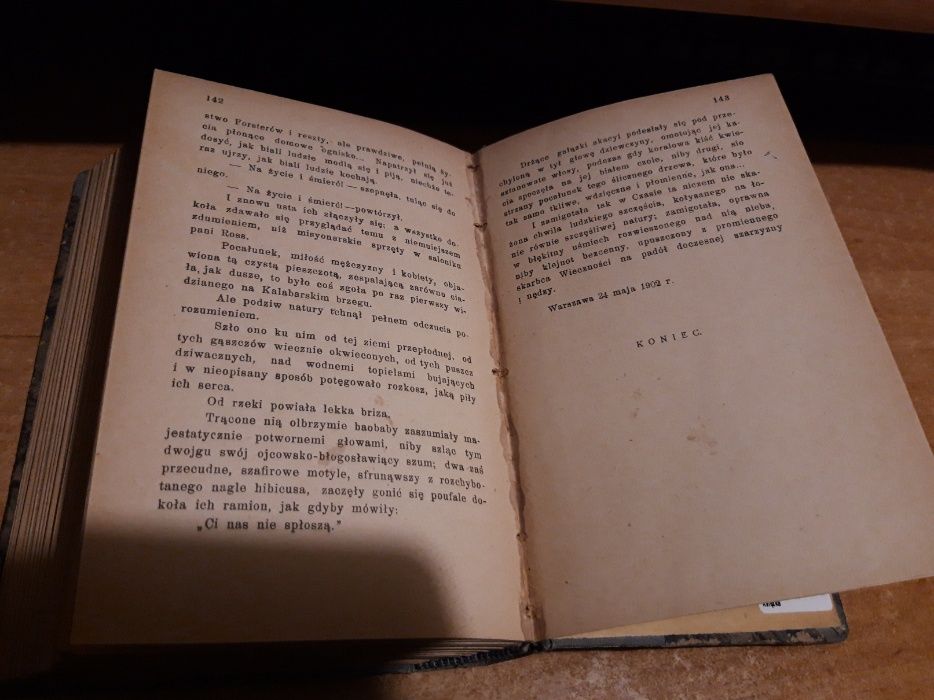 142
stwo Forsterów i reszty, ale prawdziwe, pełnią ży-
cia płonące domowe ognisko... Napatrzył się już
dosyć, jak biali ludzie modlą się i piją, niechże te-
raz ujrzy, jak biali ludzie kochają.
— Na życie i śmierć! — szepnęła, tuląc się do
niego.
— Na życie i śmierć! — powtórzył.
I znowu usta ich złączyły się; a wszystko do-
koła zdawało się przyglądać temu z niemniejszem
zdumieniem, niż misyonarskie sprzęty w saloniku
pani Ross.
Pocałunek, miłość mężczyzny i kobiety, obja-
wiona tą czystą pieszczotą, zespalającą zarówno cia-
ła, jak dusze, to było coś zgoła po raz pierwszy wi-
dzianego na Kalabarskim brzegu.
Ale podziw natury tchnął pełnem odczucia po-
rozumieniem.
Szło ono ku nim od tej ziemi przepłodnej, od
tych gąszczów wiecznie okwieconych, od tych puszcz
dziwacznych, nad wodnemi topielami bujających
i w nieopisany sposób potęgowało rozkosz, jaką piły
ich serca.
Od rzeki powiała lekka briza.
Trącone nią olbrzymie baobaby zaszumiały ma-
jestatycznie potwornemi głowami, niby szląc tym
dwojgu swój ojcowsko-błogosławiący szum; dwa zaś
przecudne, szafirowe motyle, sfrunąwszy z rozchybo-
tanego nagle hibicusa, zaczęły gonić się poufale do-
koła ich ramion, jak gdyby mówiły:
„Ci nas nie spłoszą."
143
Drżące gałązki akacyi podesłały się pod prze-
chyloną w tył głowę dziewczyny, omotując jej ka-
sztanowate włosy, podczas gdy koralowa kiść kwie-
cia spoczęła na jej białem czole, niby drugi, sio-
strzany pocałunek tego ślicznego drzewa, które było
tak samo tkliwe, wdzięczne i płomienne, jak ona...
I zamigotała tak w Czasie ta niczem nie ska-
żona chwila ludzkiego szczęścia, kołysanego na ło-
nie równie szczęśliwej natury; zamigotała, oprawna
w błękitny uśmiech rozwieszonego nad nią nieba,
niby klejnot bezcenny, upuszczony z promiennego
skarbca Wieczności na padół doczesnej szarzyzny
i nędzy.
Warszawa 24 maja 1902 r.
KONIEC.